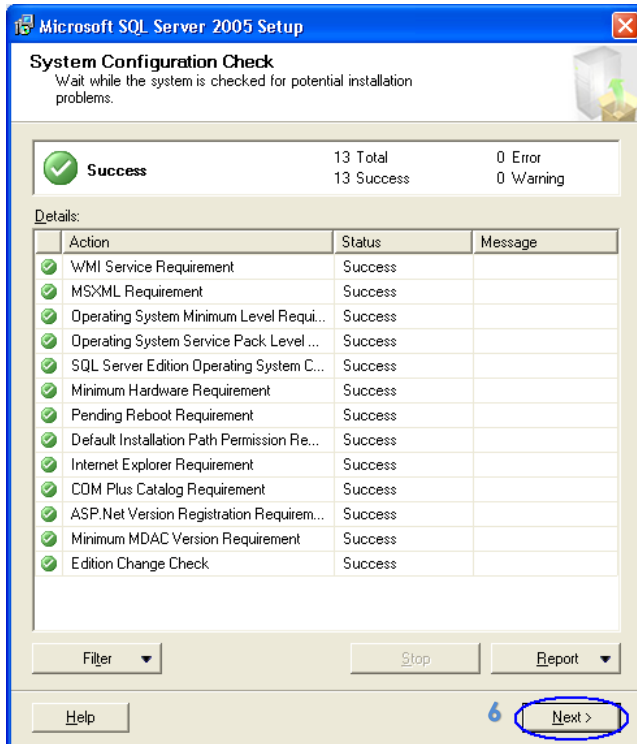 Microsoft SQL Server 2005 Setup
System Configuration Check
Wait while the system is checked for potential installation
problems.
Success
13 Total
0 Error
13 Success
0 Warning
Details:
Action Status Message
WMI Service Requirement Success
MSXML Requirement Success
Operating System Minimum Level Requi... Success
Operating System Service Pack Level ... Success
SQL Server Edition Operating System C... Success
Minimum Hardware Requirement Success
Pending Reboot Requirement Success
Default Installation Path Permission Re... Success
Internet Explorer Requirement Success
COM Plus Catalog Requirement Success
ASP.Net Version Registration Requirem... Success
Minimum MDAC Version Requirement Success
Edition Change Check Success
Filter Stop Report
Help 6 Next >